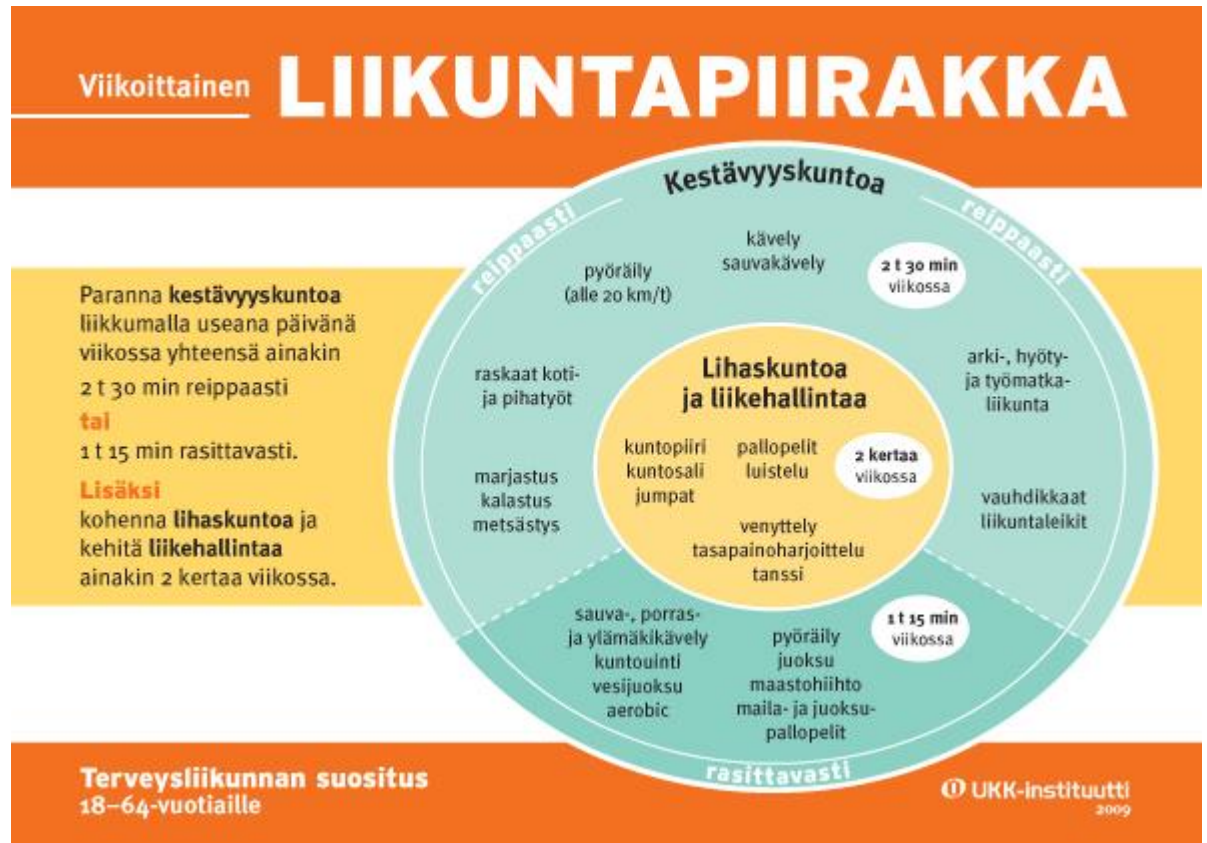 Viikoittainen LIIKUNTAPIIRAKKA
Paranna kestävyyskuntoa
liikkumalla useana päivänä
viikossa yhteensä ainakin
2 t 30 min reippaasti
tai
1 t 15 min rasittavasti.
Lisäksi
kohenna lihaskuntoa ja
kehitä liikehallintaa
ainakin 2 kertaa viikossa.
Kestävyyskuntoa
reippaasti
reippaasti
kävely
sauvakävely
2 t 30 min
viikossa
pyöräily
(alle 20 km/t)
raskaat koti-
ja pihatyöt
marjastus
kalastus
metsästys
arki-, hyöty-
ja työmatka-
liikunta
vauhdikkaat
liikuntaleikit
Lihaskuntoa
ja liikehallintaa
kuntopiiri
kuntosali
jumpat
pallopelit
luistelu
2 kertaa
viikossa
venyttely
tasapainoharjoittelu
tanssi
sauva-, porras-
ja ylämäkikävely
kuntouinti
vesijuoksu
aerobic
pyöräily
juoksu
maastohiihto
maila- ja juoksu-
pallopelit
1 t 15 min
viikossa
rasittavasti
Terveysliikunnan suositus
18–64-vuotiaille
UKK-instituutti
2009